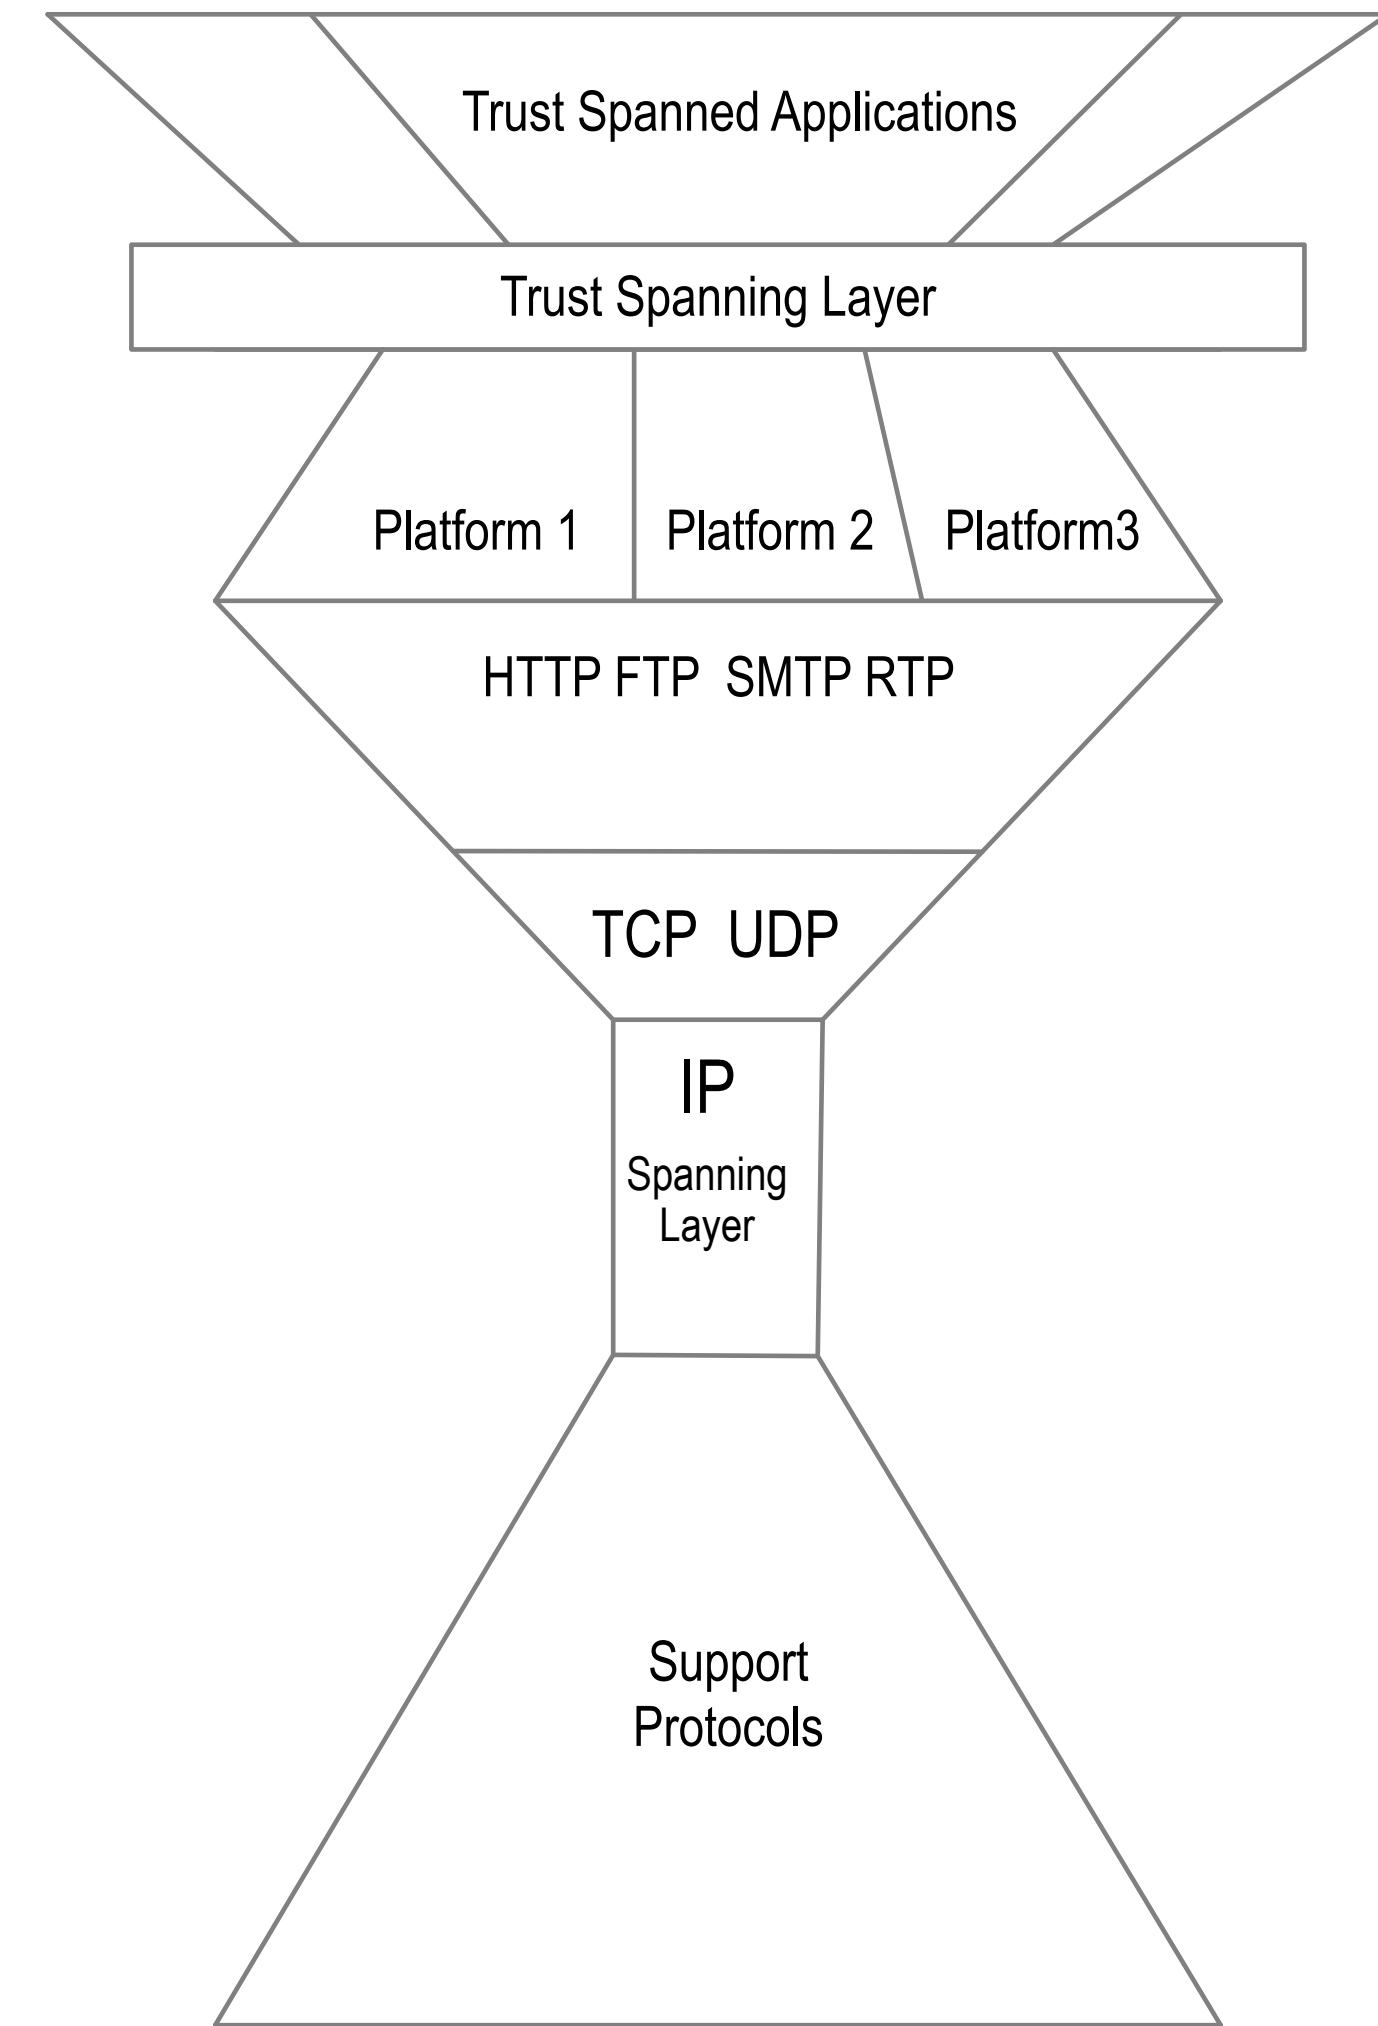 Trust Spanned Applications
Trust Spanning Layer
Platform 1 Platform 2 Platform3
HTTP FTP SMTP RTP
TCP UDP
IP
Spanning
Layer
Support
Protocols